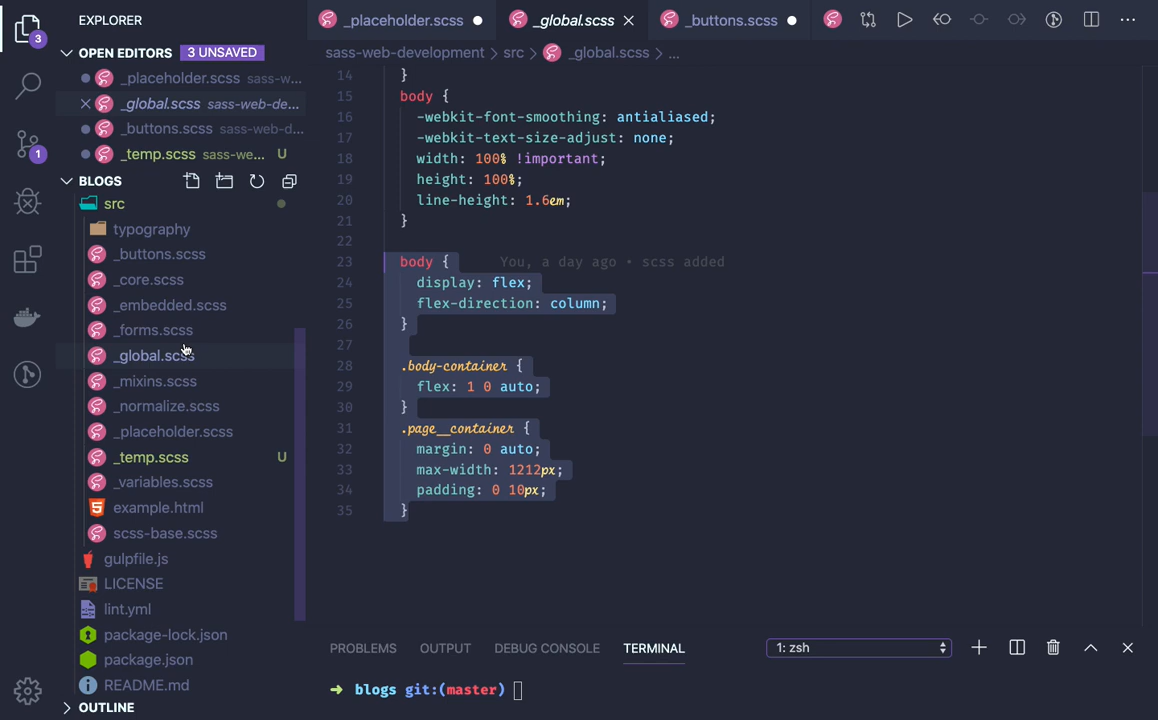 EXPLORER
OPEN EDITORS 3 UNSAVED
_placeholder.scss sass-w...
_global.scss sass-web-de...
_buttons.scss sass-web-d...
_temp.scss sass-we... U
BLOGS
src
typography
_buttons.scss
_core.scss
_embedded.scss
_forms.scss
_global.scss
_mixins.scss
_normalize.scss
_placeholder.scss
_temp.scss U
_variables.scss
example.html
scss-base.scss
gulpfile.js
LICENSE
lint.yml
package-lock.json
package.json
README.md
OUTLINE
3
1
_placeholder.scss _global.scss _buttons.scss
sass-web-development > src > _global.scss > ...
14 }
15 body {
16 -webkit-font-smoothing: antialiased;
17 -webkit-text-size-adjust: none;
18 width: 100% !important;
19 height: 100%;
20 line-height: 1.6em;
21 }
22
23 body { You, a day ago • scss added
24 display: flex;
25 flex-direction: column;
26 }
27
28 .body-container {
29 flex: 1 0 auto;
30 }
31 .page__container {
32 margin: 0 auto;
33 max-width: 1212px;
34 padding: 0 10px;
35 }
PROBLEMS OUTPUT DEBUG CONSOLE TERMINAL 1: zsh
➜ blogs git:(master)